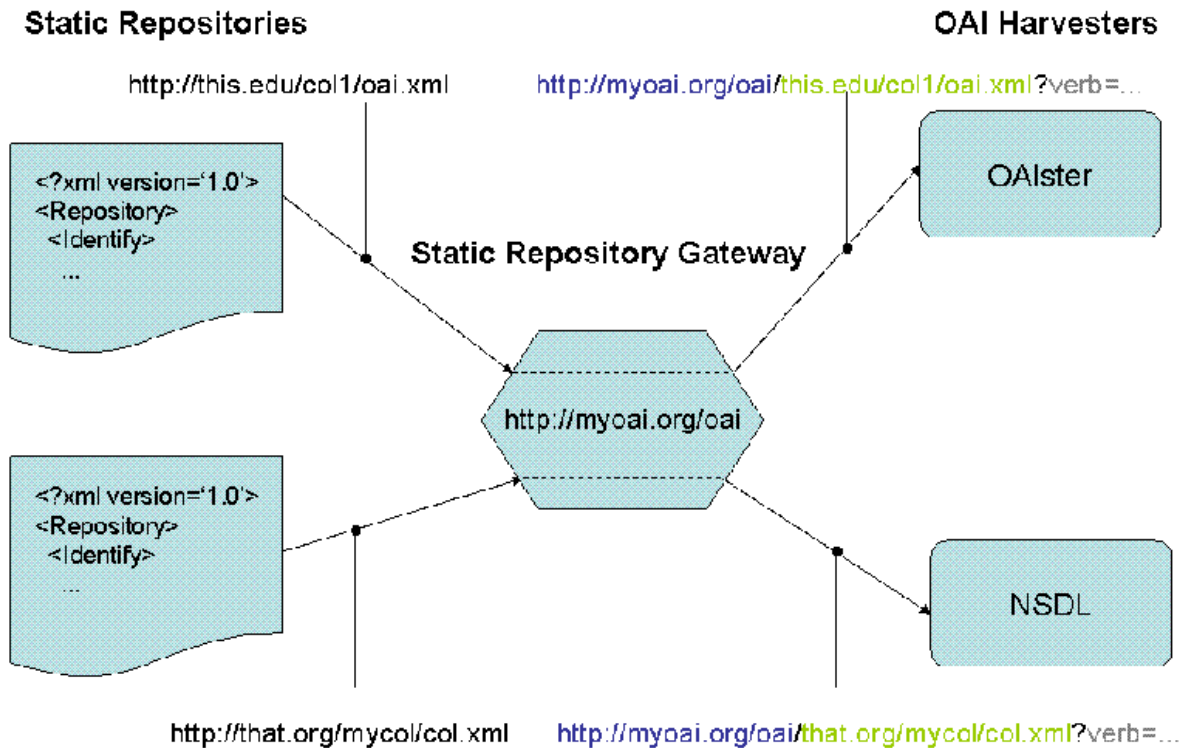 Static Repositories
OAI Harvesters
http://this.edu/col1/oai.xml
http://myoai.org/oai/this.edu/col1/oai.xml?verb=...
<?xml version='1.0'>
<Repository>
<Identify>
...
OAIster
Static Repository Gateway
http://myoai.org/oai
<?xml version='1.0'>
<Repository>
<Identify>
...
NSDL
http://that.org/mycol/col.xml
http://myoai.org/oai/that.org/mycol/col.xml?verb=...